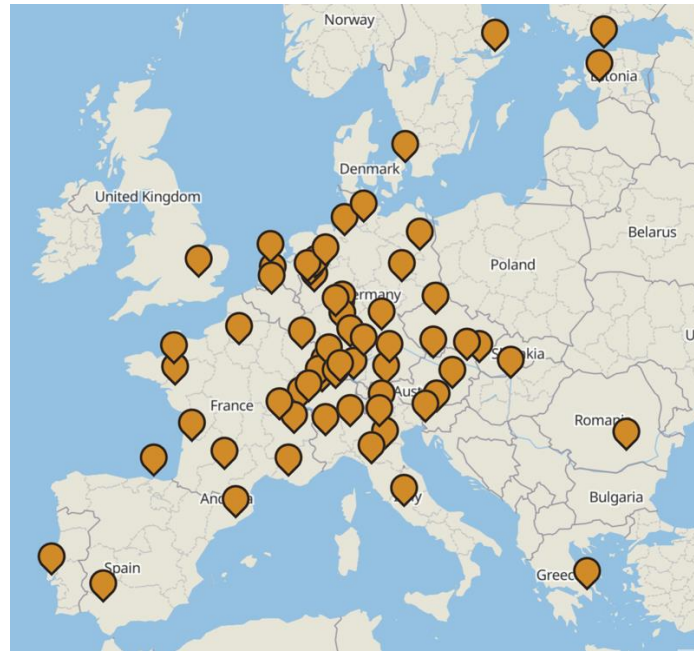 Norway
Estonia
Denmark
United Kingdom
Belarus
Poland
Germany
Slovakia
France
Austria
Romania
Andorra
Italy
Bulgaria
Spain
Greece
U